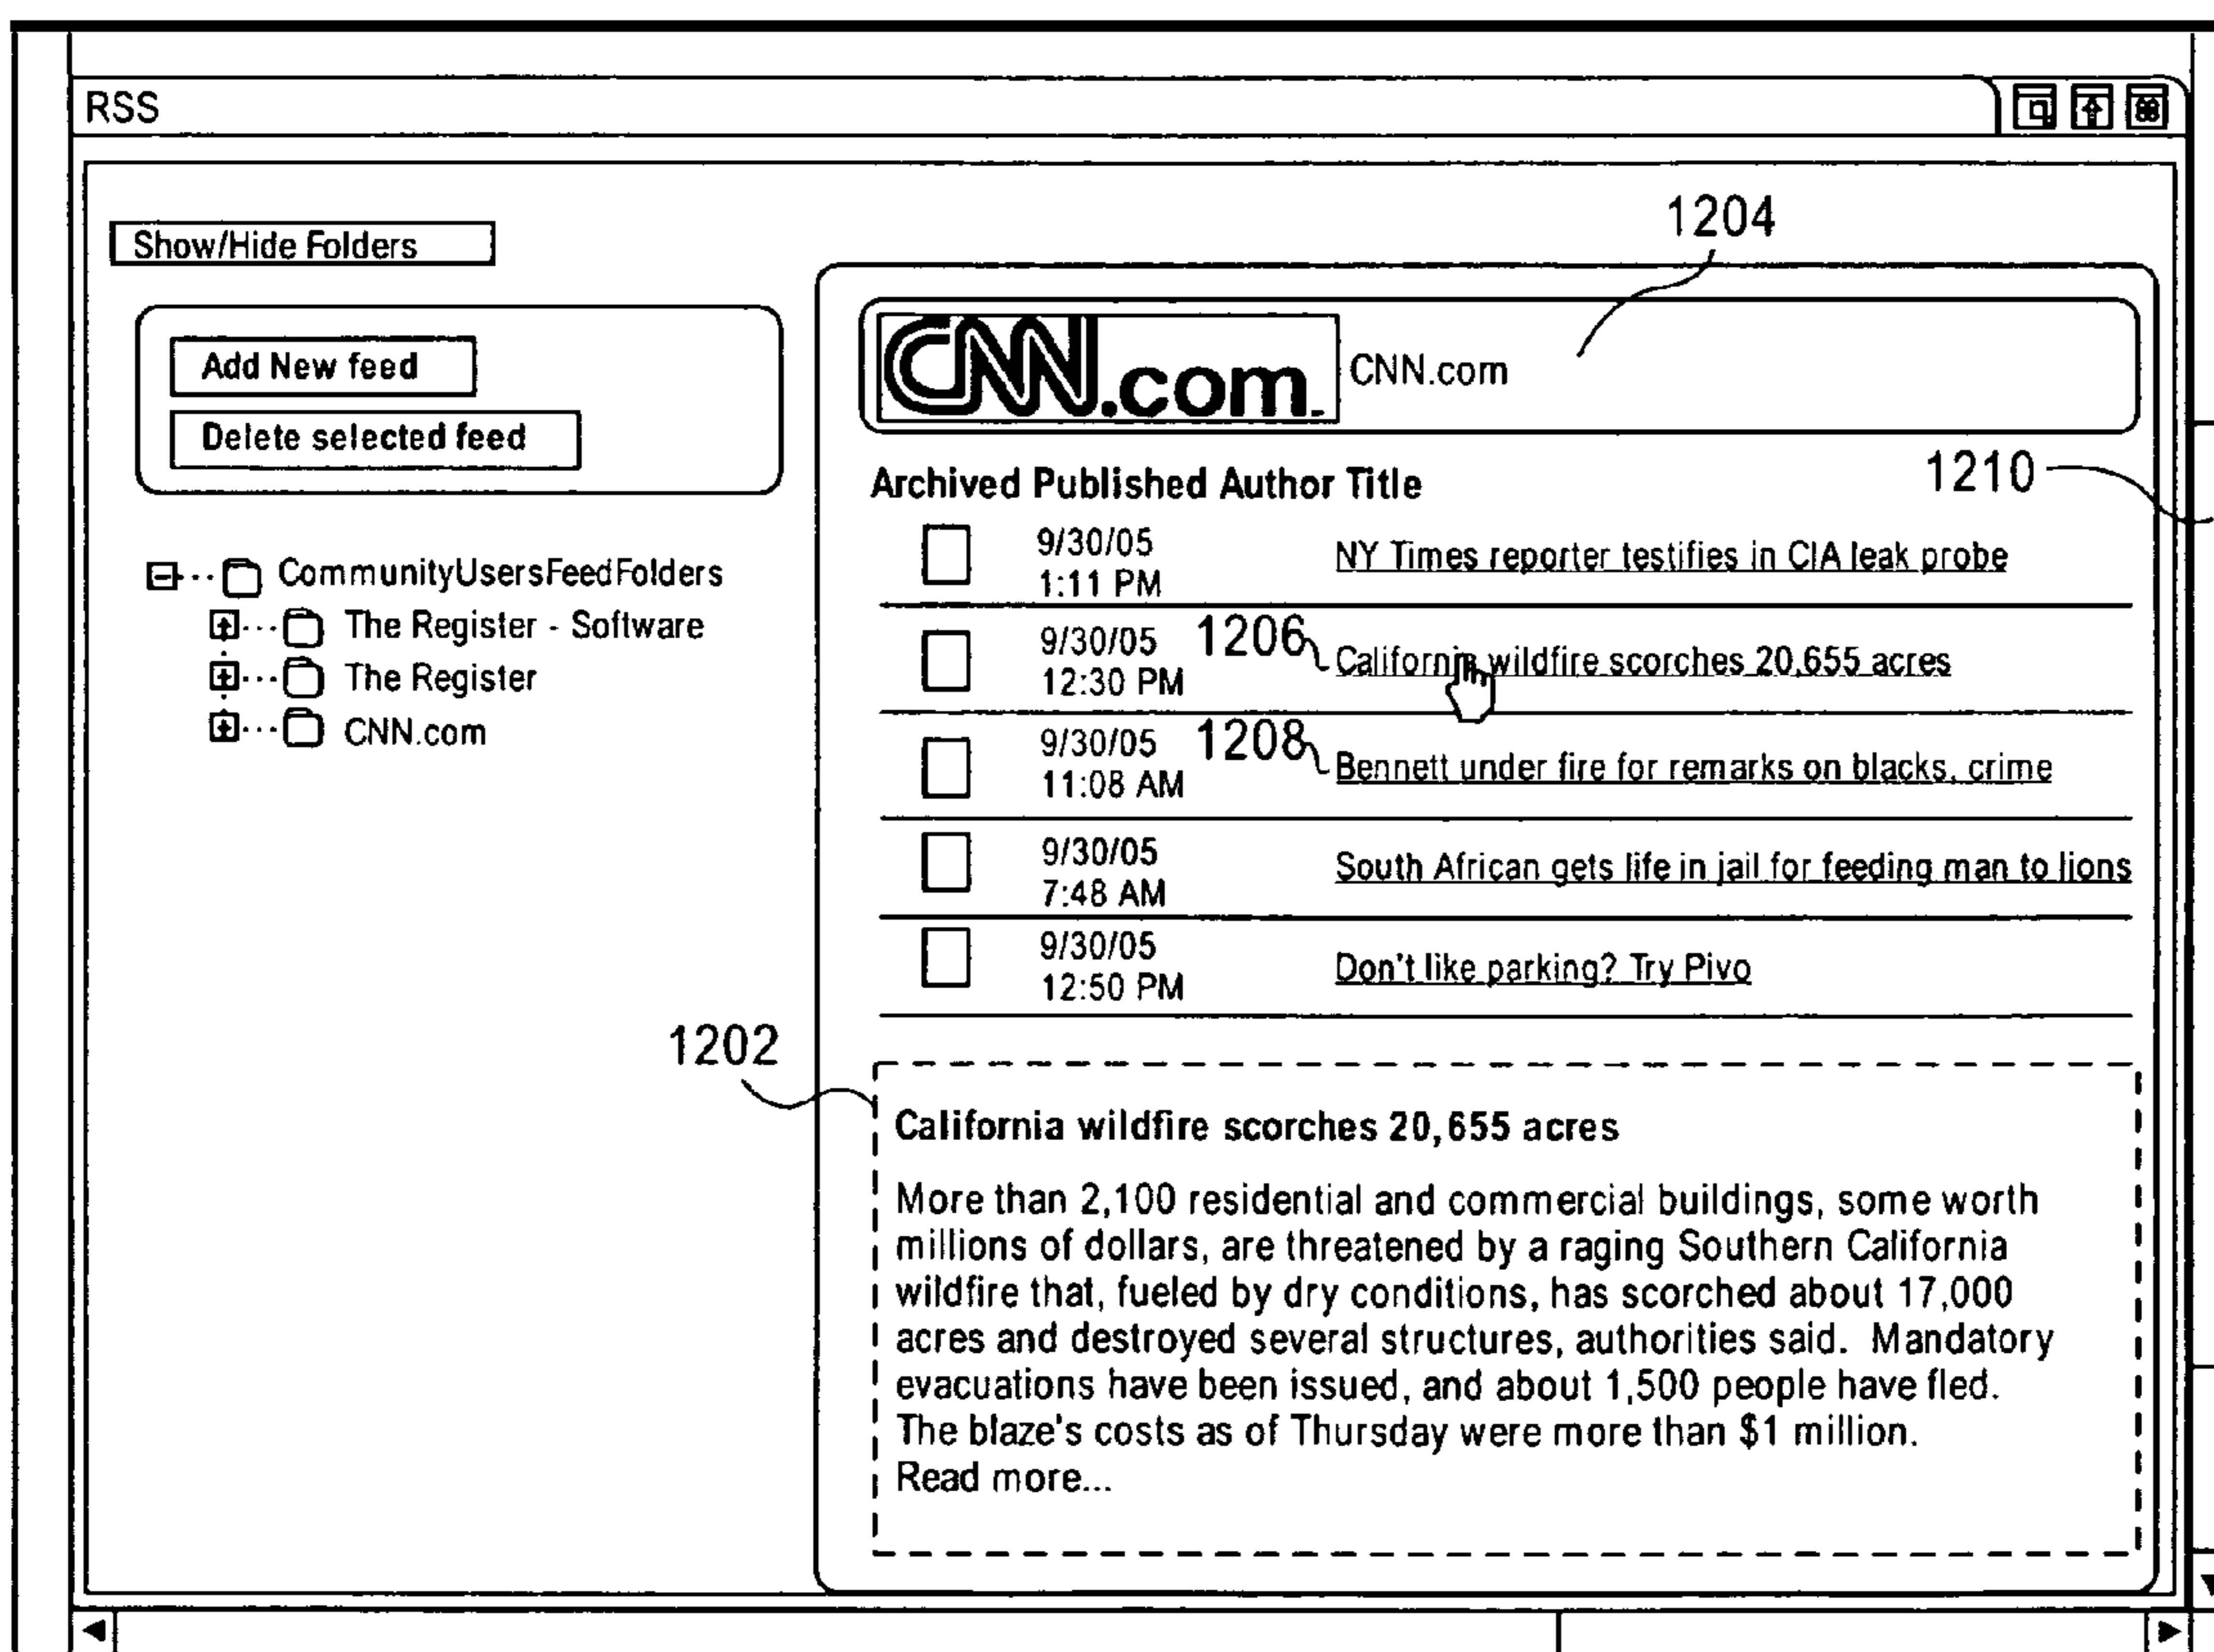 RSS
1204
Show/Hide Folders
CNN.com CNN.com
Add New feed
Delete selected feed
1210
Archived Published Author Title
9/30/05
1:11 PM
NY Times reporter testifies in CIA leak probe
CommunityUsersFeedFolders
The Register - Software
The Register
CNN.com
9/30/05
12:30 PM
1206
California wildfire scorches 20,655 acres
9/30/05
11:08 AM
1208
Bennett under fire for remarks on blacks, crime
9/30/05
7:48 AM
South African gets life in jail for feeding man to lions
9/30/05
12:50 PM
Don't like parking? Try Pivo
1202
California wildfire scorches 20,655 acres
More than 2,100 residential and commercial buildings, some worth
millions of dollars, are threatened by a raging Southern California
wildfire that, fueled by dry conditions, has scorched about 17,000
acres and destroyed several structures, authorities said. Mandatory
evacuations have been issued, and about 1,500 people have fled.
The blaze's costs as of Thursday were more than $1 million.
Read more...